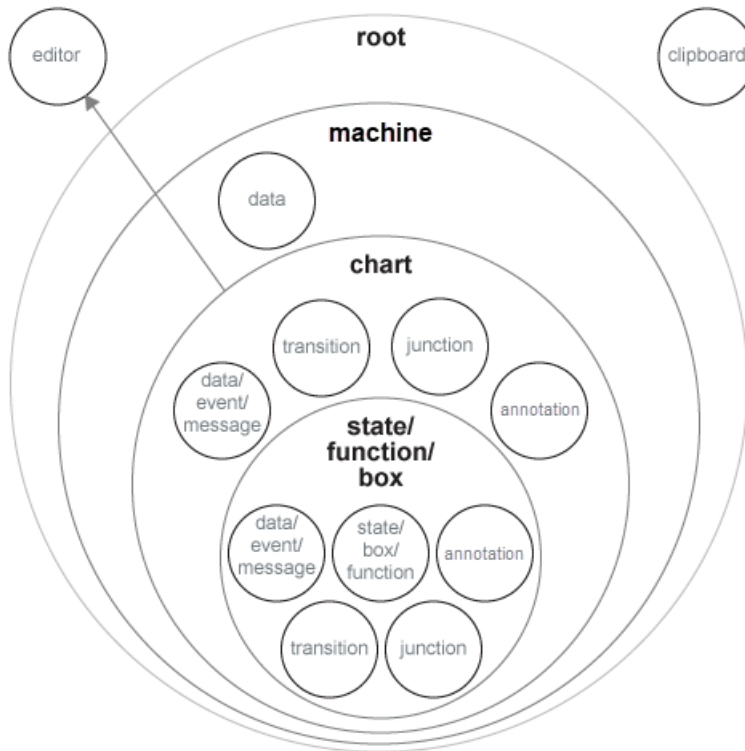 root
editor
clipboard
machine
data
chart
transition
junction
data/
event/
message
annotation
state/
function/
box
data/
event/
message
state/
box/
function
annotation
transition
junction